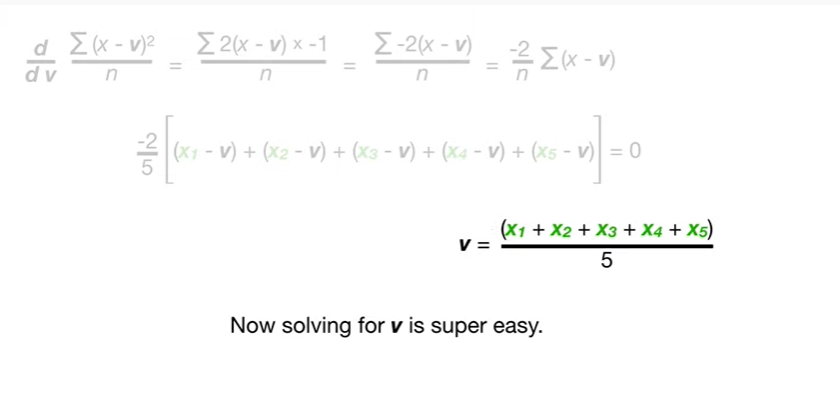 d/dv Σ(x - v)²/n = Σ2(x - v) × -1/n = Σ-2(x - v)/n = -2/n Σ(x - v)
-2/5 [(x₁ - v) + (x₂ - v) + (x₃ - v) + (x₄ - v) + (x₅ - v)] = 0
v = (x₁ + x₂ + x₃ + x₄ + x₅)/5
Now solving for v is super easy.